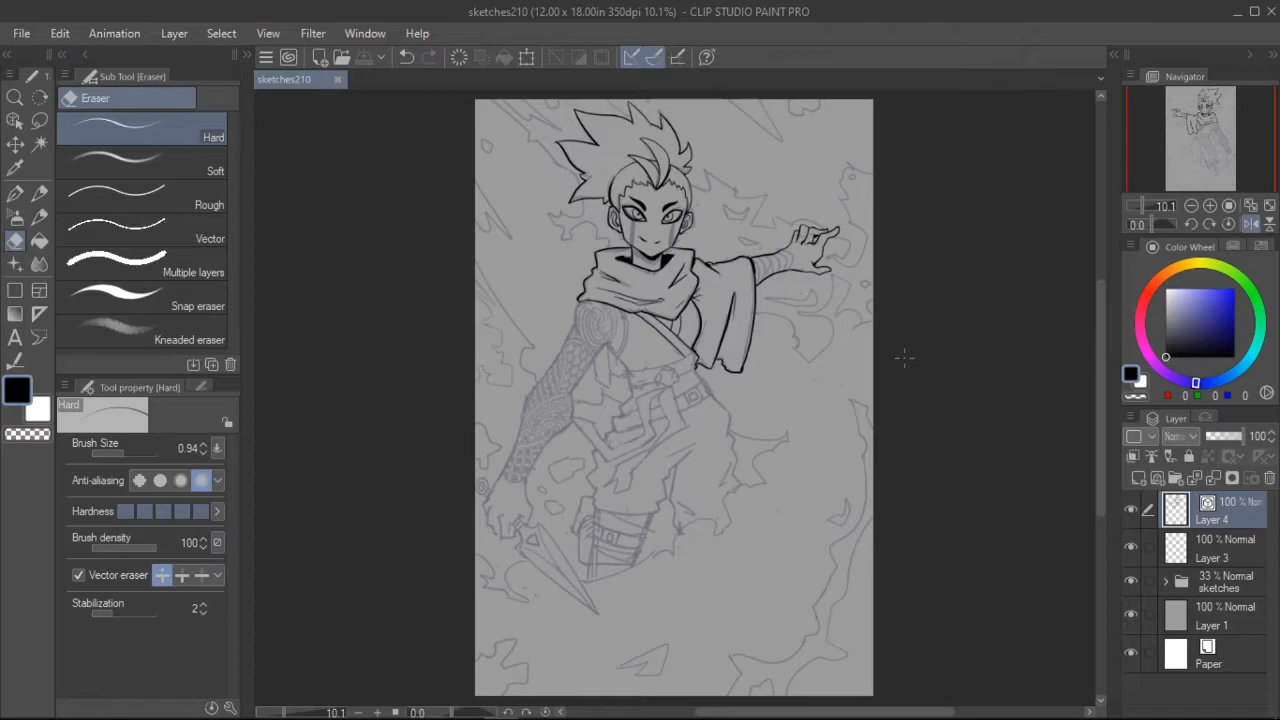 sketches210 (12.00 x 18.00in 350dpi 10.1%) - CLIP STUDIO PAINT PRO
File Edit Animation Layer Select View Filter Window Help
Sub Tool [Eraser]
sketches210
Navigator
Eraser
Hard
Soft
Rough
Vector
Multiple layers
Snap eraser
Kneaded eraser
10.1
0.0
Color Wheel
Tool property [Hard]
Hard
Brush Size 0.94
Anti-aliasing
Hardness
Brush density 100
Vector eraser
Stabilization 2
0 0 0
Layer
100
Layer 4
100 % Normal
Layer 3
33 % Normal
sketches
100 % Normal
Layer 1
Paper
10.1 0.0